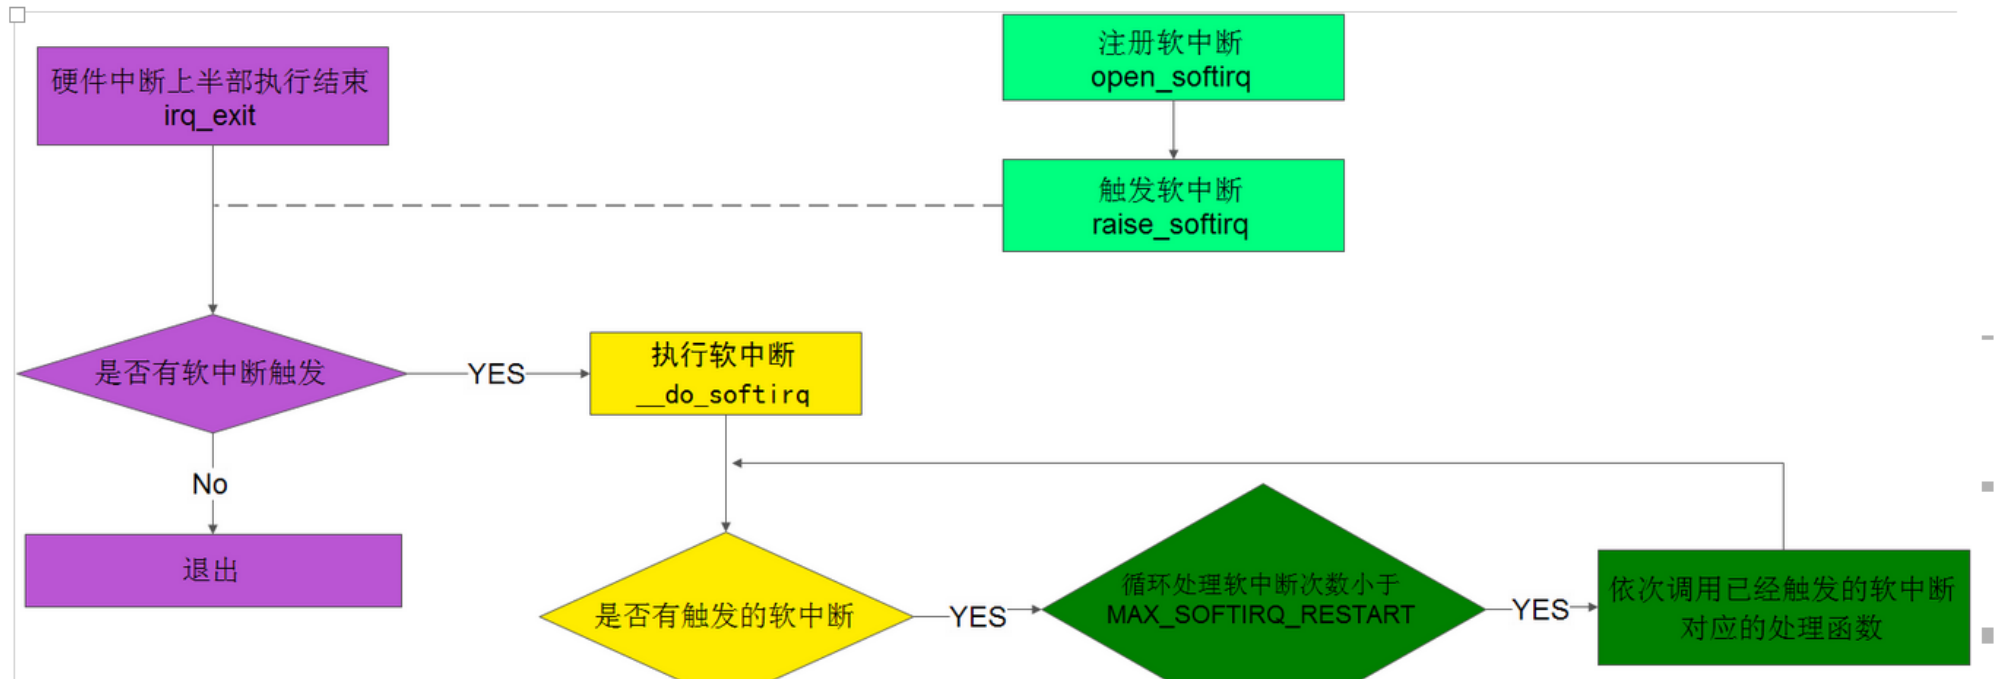 硬件中断上半部执行结束
irq_exit
注册软中断
open_softirq
触发软中断
raise_softirq
是否有软中断触发
YES
执行软中断
__do_softirq
No
退出
是否有触发的软中断
YES
循环处理软中断次数小于
MAX_SOFTIRQ_RESTART
YES
依次调用已经触发的软中断
对应的处理函数